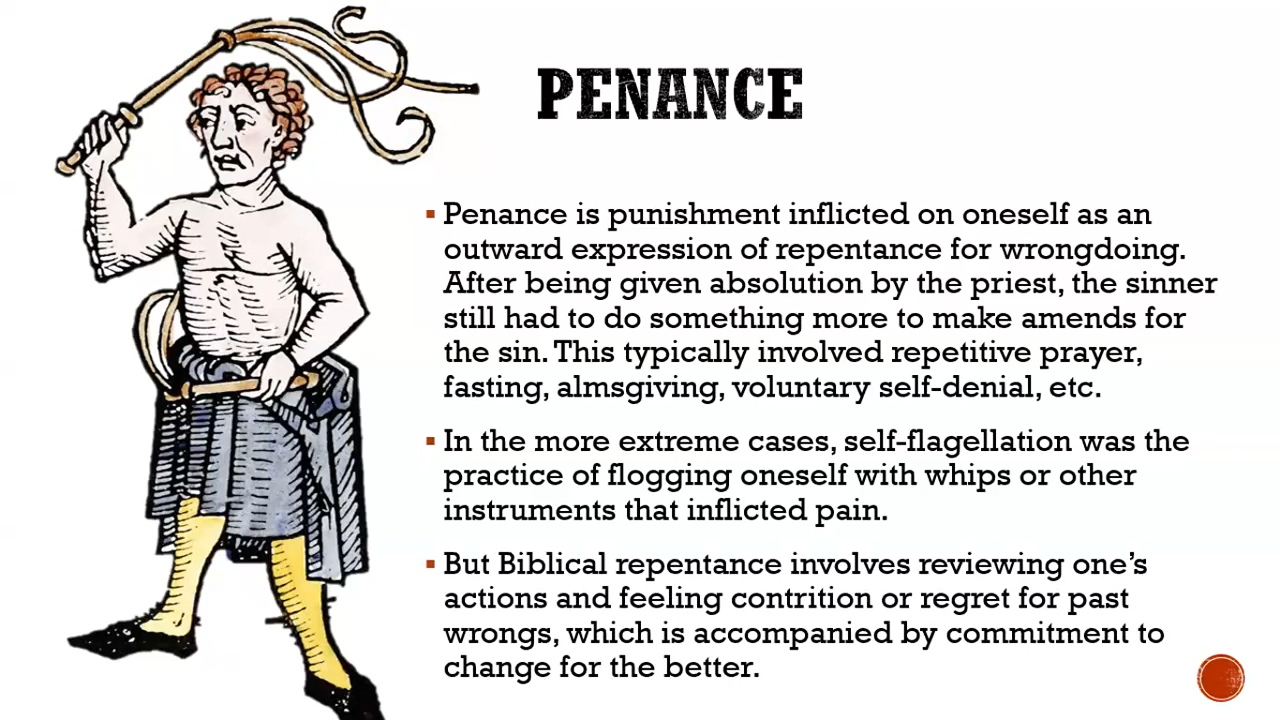 PENANCE
▪ Penance is punishment inflicted on oneself as an
outward expression of repentance for wrongdoing.
After being given absolution by the priest, the sinner
still had to do something more to make amends for
the sin. This typically involved repetitive prayer,
fasting, almsgiving, voluntary self-denial, etc.
▪ In the more extreme cases, self-flagellation was the
practice of flogging oneself with whips or other
instruments that inflicted pain.
▪ But Biblical repentance involves reviewing one’s
actions and feeling contrition or regret for past
wrongs, which is accompanied by commitment to
change for the better.